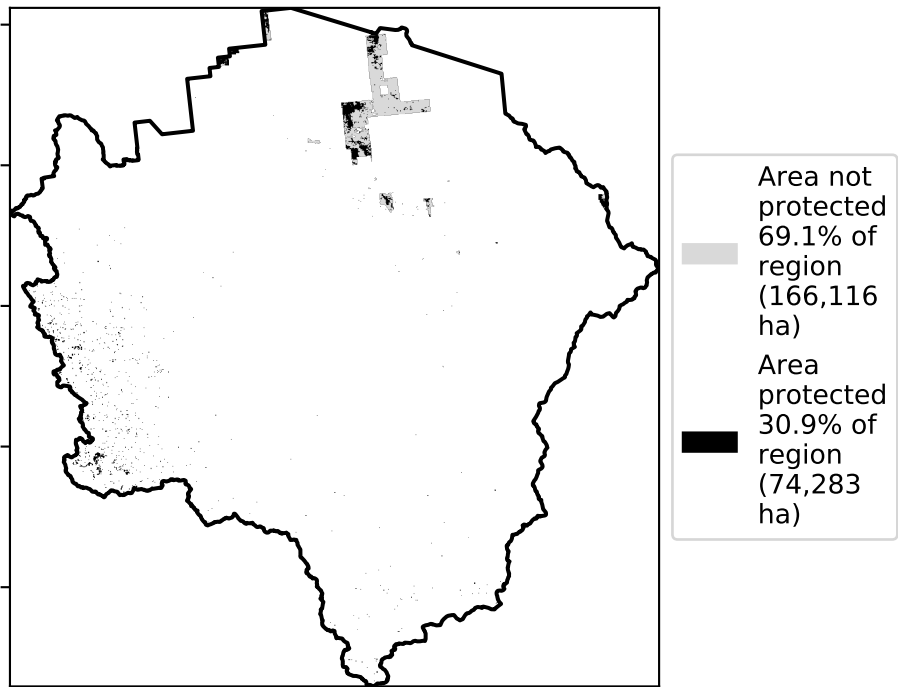 Area not
protected
69.1% of
region
(166,116
ha)
Area
protected
30.9% of
region
(74,283
ha)